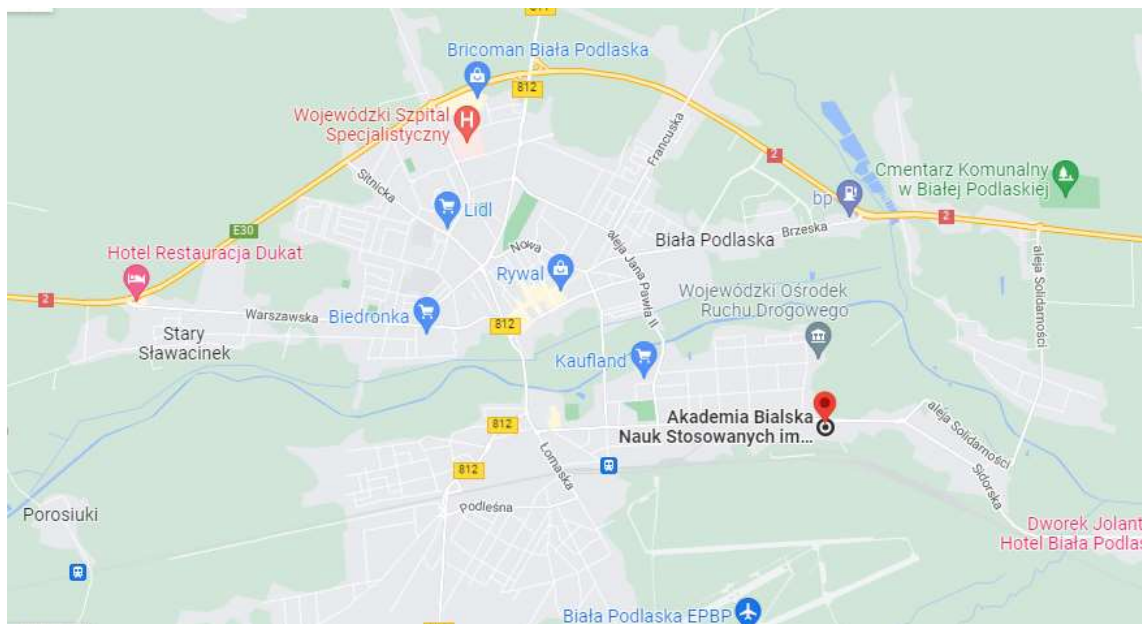 Bricoman Biała Podlaska
812
Wojewódzki Szpital
Specjalistyczny
Francuska
2
Sitnicka
Cmentarz Komunalny
w Białej Podlaskiej
bp
2
Lidl
E30
Brzeska
Nowa
aleja Jana Pawła II
Biała Podlaska
Hotel Restauracja Dukat
Rywal
aleja Solidarności
Wojewódzki Ośrodek
Ruchu Drogowego
2
Warszawska
Biedronka
812
Stary
Sławacinek
Kaufland
Akademia Bialska
Nauk Stosowanych im...
812
aleja Solidarności
Łomaska
812
Sidorska
Podleśna
Porosiuki
Dworek Jolant
Hotel Biała Podlas
Biała Podlaska EPBP
812